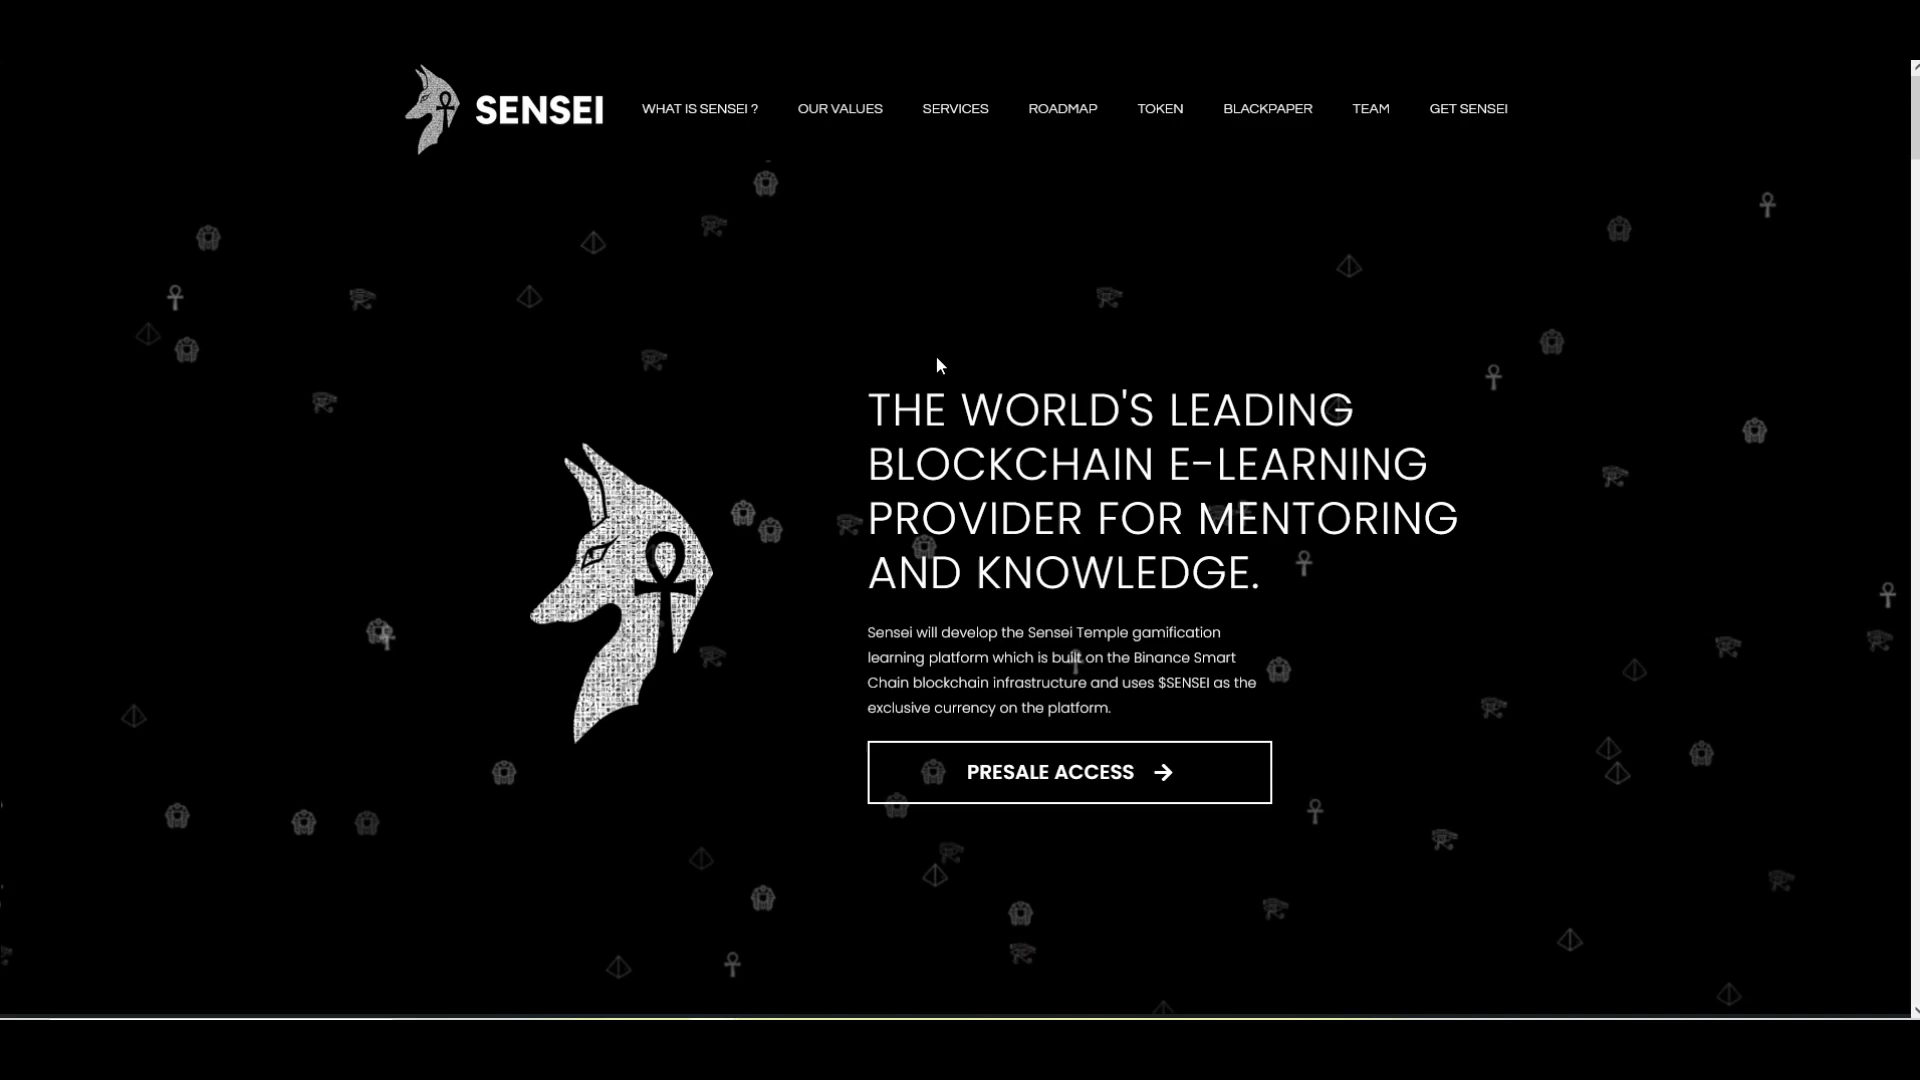 SENSEI
WHAT IS SENSEI ?
OUR VALUES
SERVICES
ROADMAP
TOKEN
BLACKPAPER
TEAM
GET SENSEI
THE WORLD'S LEADING
BLOCKCHAIN E-LEARNING
PROVIDER FOR MENTORING
AND KNOWLEDGE.
Sensei will develop the Sensei Temple gamification
learning platform which is built on the Binance Smart
Chain blockchain infrastructure and uses $SENSEI as the
exclusive currency on the platform.
PRESALE ACCESS